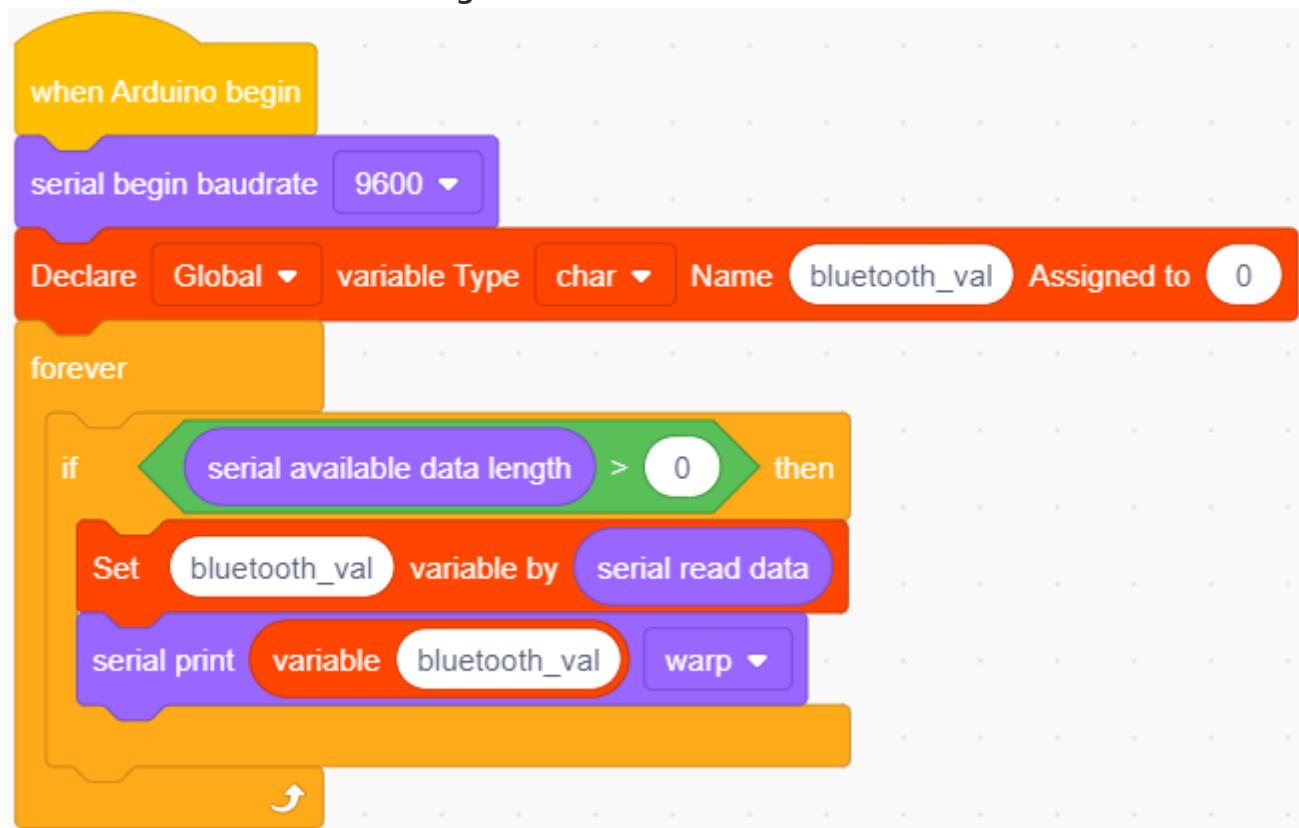 when Arduino begin
serial begin baudrate 9600
Declare Global variable Type char Name bluetooth_val Assigned to 0
forever
if serial available data length > 0 then
Set bluetooth_val variable by serial read data
serial print variable bluetooth_val warp